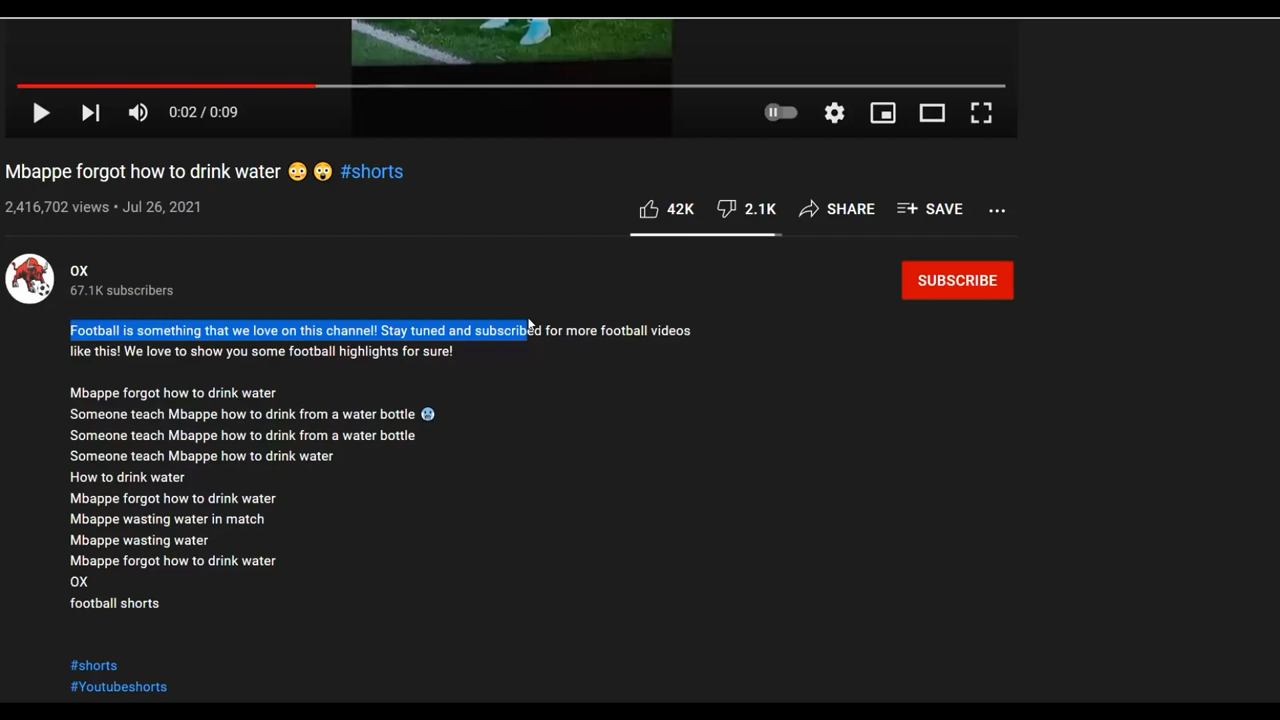 0:02 / 0:09
Mbappe forgot how to drink water 😳 😲 #shorts
2,416,702 views • Jul 26, 2021
42K 2.1K SHARE SAVE
OX
67.1K subscribers
SUBSCRIBE
Football is something that we love on this channel! Stay tuned and subscribed for more football videos
like this! We love to show you some football highlights for sure!
Mbappe forgot how to drink water
Someone teach Mbappe how to drink from a water bottle 🥶
Someone teach Mbappe how to drink from a water bottle
Someone teach Mbappe how to drink water
How to drink water
Mbappe forgot how to drink water
Mbappe wasting water in match
Mbappe wasting water
Mbappe forgot how to drink water
OX
football shorts
#shorts
#Youtubeshorts